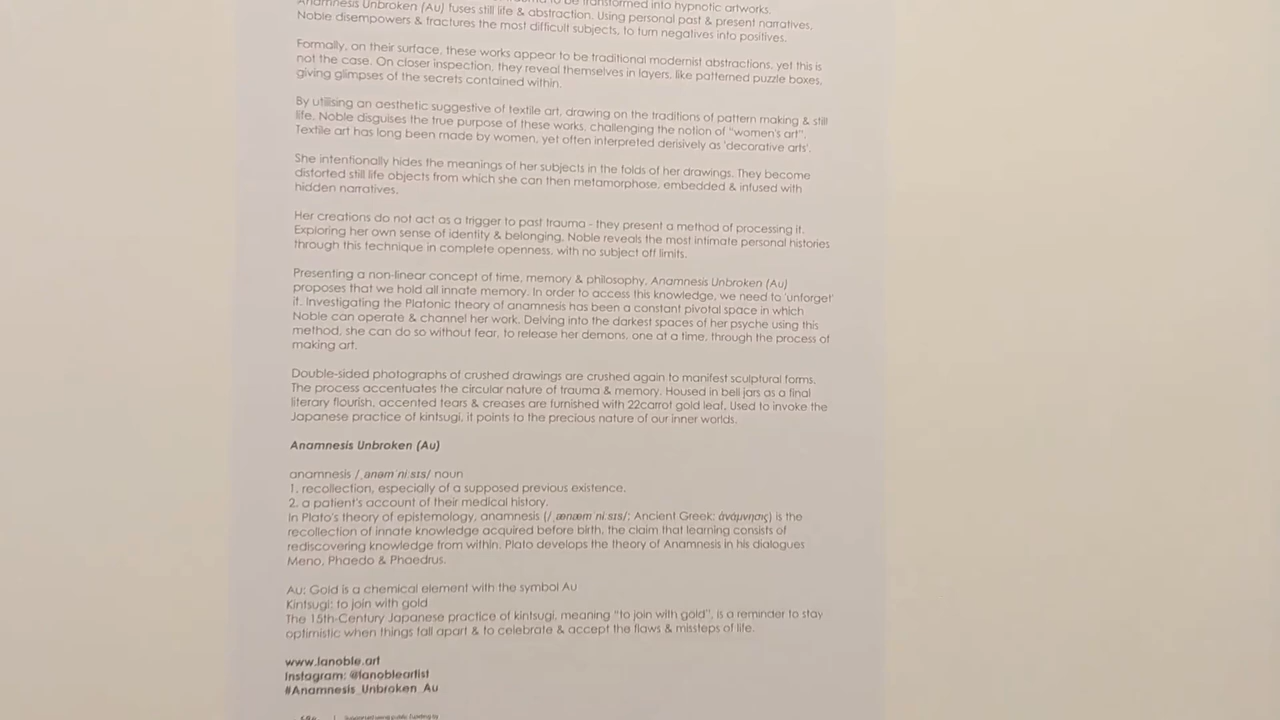 to be transformed into hypnotic artworks.
Anamnesis Unbroken (Au) fuses still life & abstraction. Using personal past & present narratives,
Noble disempowers & fractures the most difficult subjects, to turn negatives into positives.
Formally, on their surface, these works appear to be traditional modernist abstractions, yet this is
not the case. On closer inspection, they reveal themselves in layers, like patterned puzzle boxes,
giving glimpses of the secrets contained within.
By utilising an aesthetic suggestive of textile art, drawing on the traditions of pattern making & still
life, Noble disguises the true purpose of these works, challenging the notion of "women's art".
Textile art has long been made by women, yet often interpreted derisively as 'decorative arts'.
She intentionally hides the meanings of her subjects in the folds of her drawings. They become
distorted still life objects from which she can then metamorphose, embedded & infused with
hidden narratives.
Her creations do not act as a trigger to past trauma - they present a method of processing it.
Exploring her own sense of identity & belonging, Noble reveals the most intimate personal histories
through this technique in complete openness, with no subject off limits.
Presenting a non-linear concept of time, memory & philosophy, Anamnesis Unbroken (Au)
proposes that we hold all innate memory. In order to access this knowledge, we need to 'unforget'
it. Investigating the Platonic theory of anamnesis has been a constant pivotal space in which
Noble can operate & channel her work. Delving into the darkest spaces of her psyche using this
method, she can do so without fear, to release her demons, one at a time, through the process of
making art.
Double-sided photographs of crushed drawings are crushed again to manifest sculptural forms.
The process accentuates the circular nature of trauma & memory. Housed in bell jars as a final
literary flourish, accented tears & creases are furnished with 22carrot gold leaf. Used to invoke the
Japanese practice of kintsugi, it points to the precious nature of our inner worlds.
Anamnesis Unbroken (Au)
anamnesis /ˌanəmˈniːsɪs/ noun
1. recollection, especially of a supposed previous existence.
2. a patient's account of their medical history.
In Plato's theory of epistemology, anamnesis (/ˌænæmˈniːsɪs/; Ancient Greek: ἀνάμνησις) is the
recollection of innate knowledge acquired before birth, the claim that learning consists of
rediscovering knowledge from within. Plato develops the theory of Anamnesis in his dialogues
Meno, Phaedo & Phaedrus.
Au: Gold is a chemical element with the symbol Au
Kintsugi: to join with gold
The 15th-Century Japanese practice of kintsugi, meaning "to join with gold", is a reminder to stay
optimistic when things fall apart & to celebrate & accept the flaws & missteps of life.
www.lanoble.art
Instagram: @lanobleartist
#Anamnesis_Unbroken_Au
Supported using public funding by